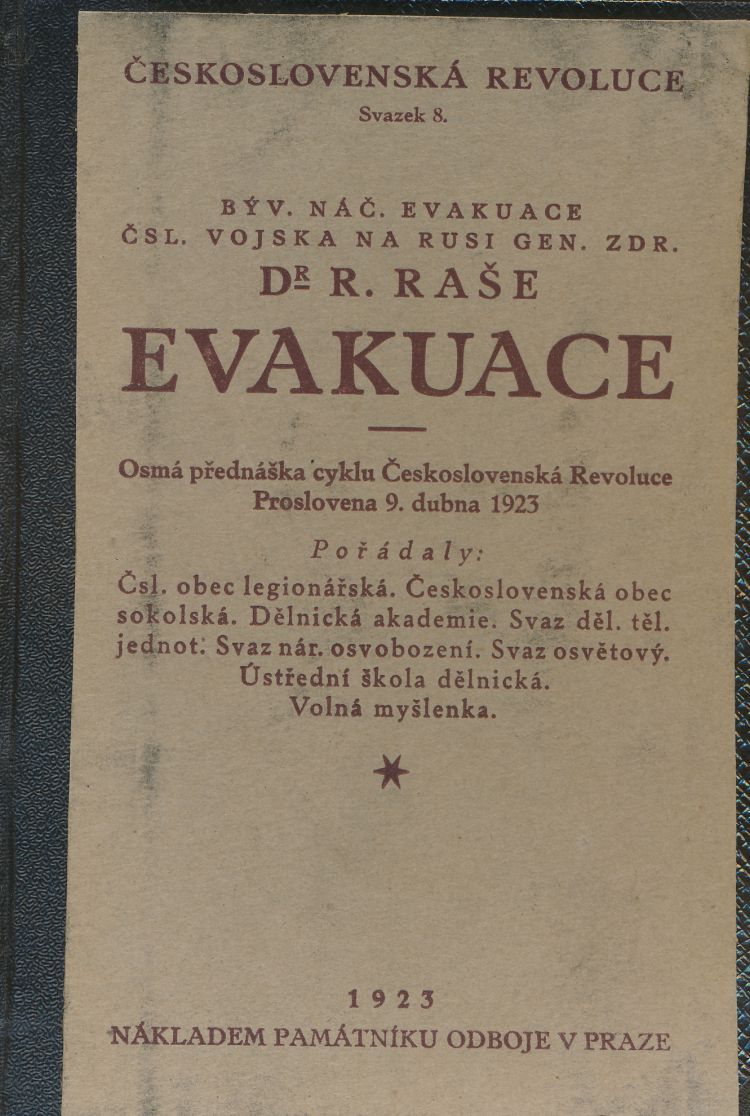 ČESKOSLOVENSKÁ REVOLUCE
Svazek 8.
BÝV. NÁČ. EVAKUACE
ČSL. VOJSKA NA RUSI GEN. ZDR.
DR R. RAŠE
EVAKUACE
Osmá přednáška cyklu Československá Revoluce
Proslovena 9. dubna 1923
Pořádaly:
Čsl. obec legionářská. Československá obec
sokolská. Dělnická akademie. Svaz děl. těl.
jednot. Svaz nár. osvobození. Svaz osvětový.
Ústřední škola dělnická.
Volná myšlenka.
1923
NÁKLADEM PAMÁTNÍKU ODBOJE V PRAZE